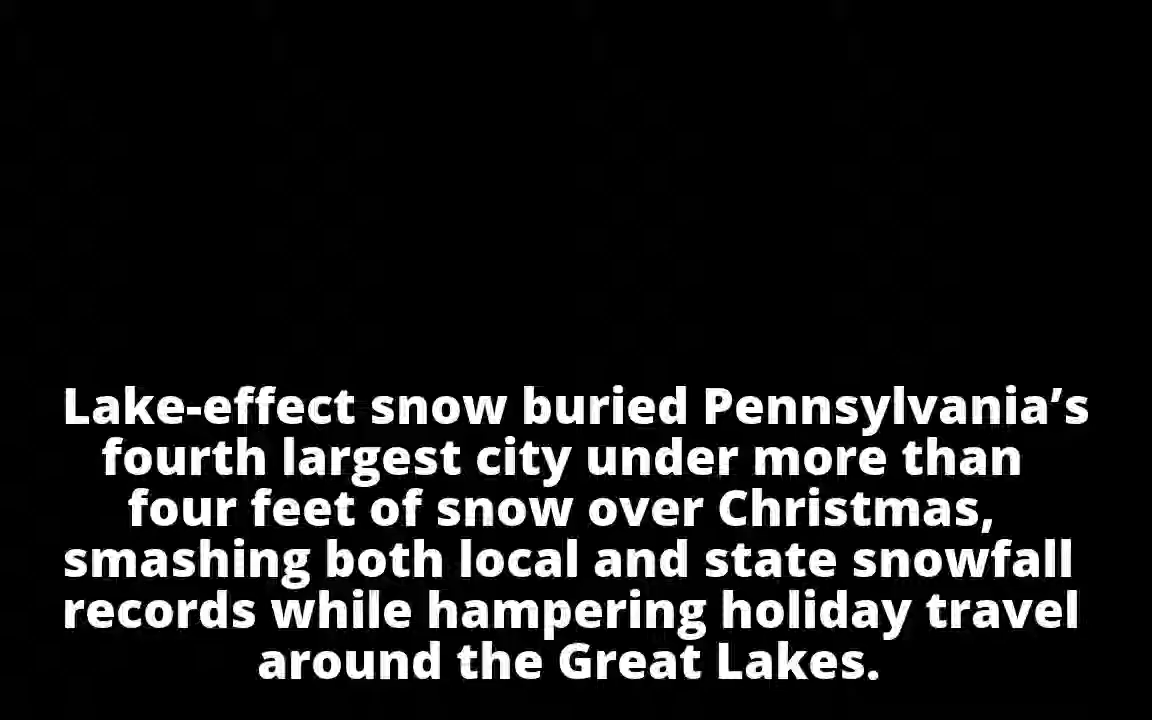 Lake-effect snow buried Pennsylvania’s
fourth largest city under more than
four feet of snow over Christmas,
smashing both local and state snowfall
records while hampering holiday travel
around the Great Lakes.